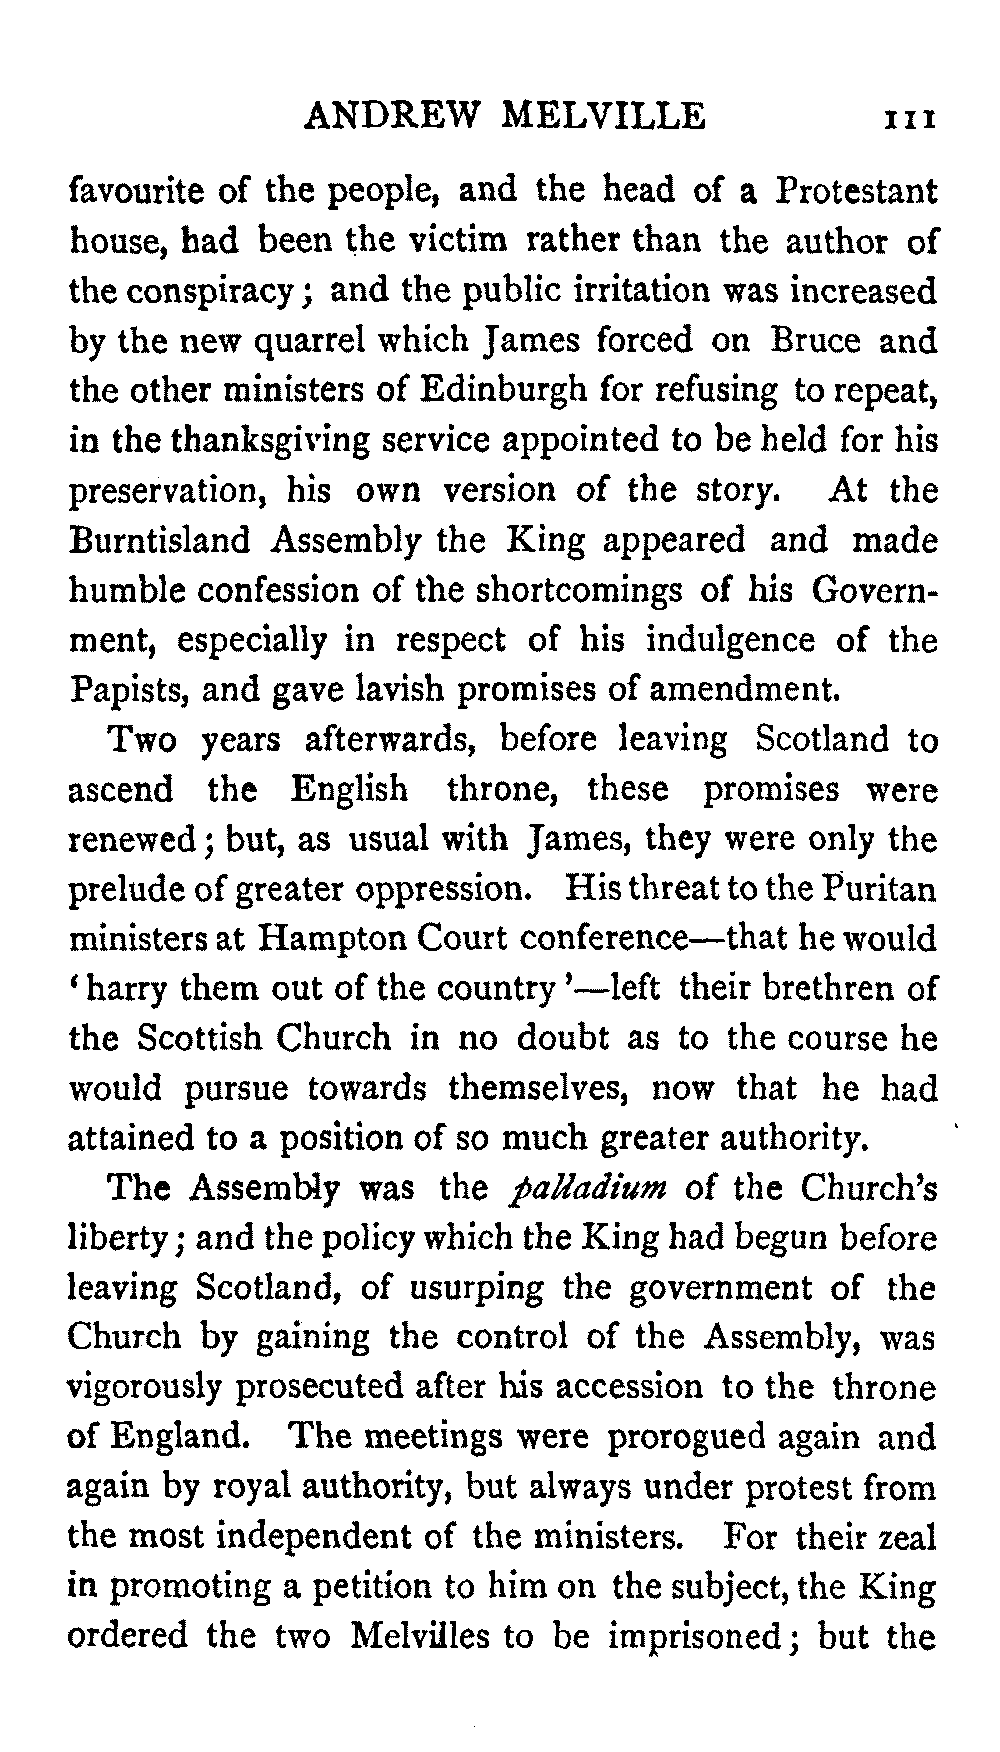 ANDREW MELVILLE 111
favourite of the people, and the head of a Protestant
house, had been the victim rather than the author of
the conspiracy; and the public irritation was increased
by the new quarrel which James forced on Bruce and
the other ministers of Edinburgh for refusing to repeat,
in the thanksgiving service appointed to be held for his
preservation, his own version of the story. At the
Burntisland Assembly the King appeared and made
humble confession of the shortcomings of his Govern-
ment, especially in respect of his indulgence of the
Papists, and gave lavish promises of amendment.
Two years afterwards, before leaving Scotland to
ascend the English throne, these promises were
renewed; but, as usual with James, they were only the
prelude of greater oppression. His threat to the Puritan
ministers at Hampton Court conference—that he would
‘harry them out of the country’—left their brethren of
the Scottish Church in no doubt as to the course he
would pursue towards themselves, now that he had
attained to a position of so much greater authority.
The Assembly was the palladium of the Church's
liberty; and the policy which the King had begun before
leaving Scotland, of usurping the government of the
Church by gaining the control of the Assembly, was
vigorously prosecuted after his accession to the throne
of England. The meetings were prorogued again and
again by royal authority, but always under protest from
the most independent of the ministers. For their zeal
in promoting a petition to him on the subject, the King
ordered the two Melvilles to be imprisoned; but the